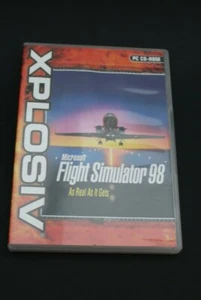 PC CD-ROM
XPLOSIV
Microsoft
Flight Simulator 98
As Real As It Gets